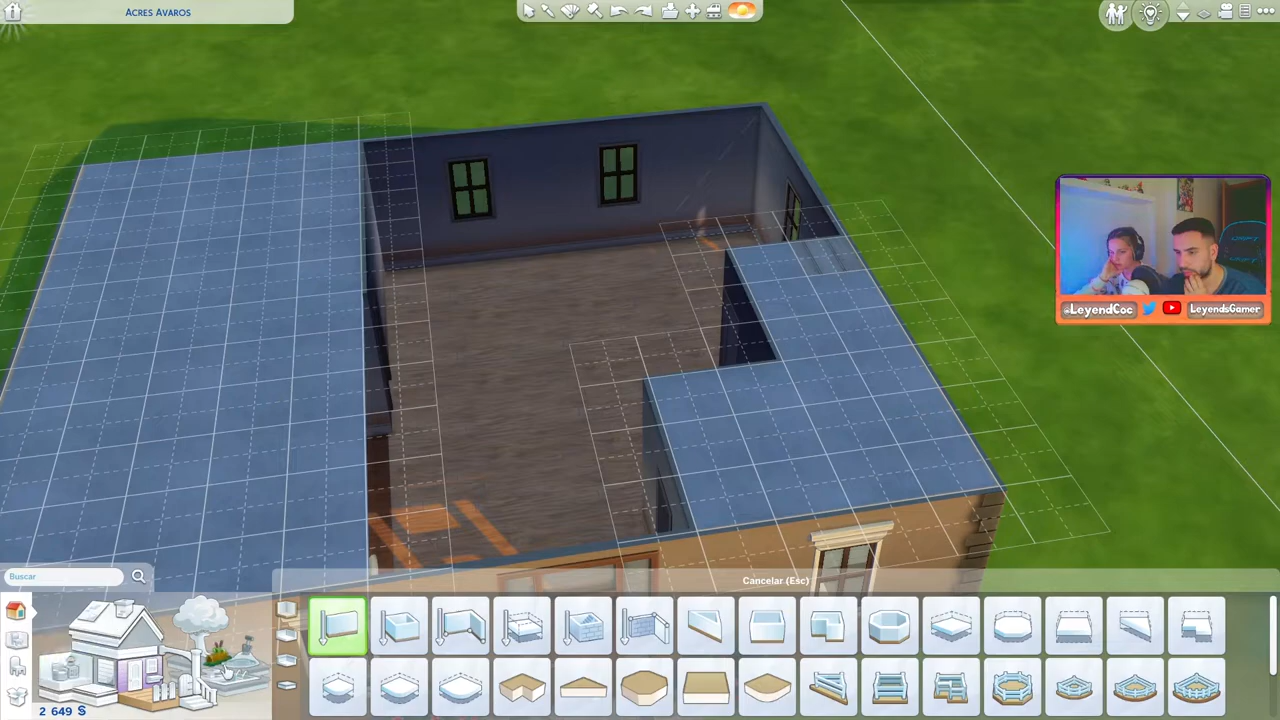 ACRES AVAROS
@LeyendCoc
LeyendsGamer
Buscar
Cancelar (Esc)
2 649 $